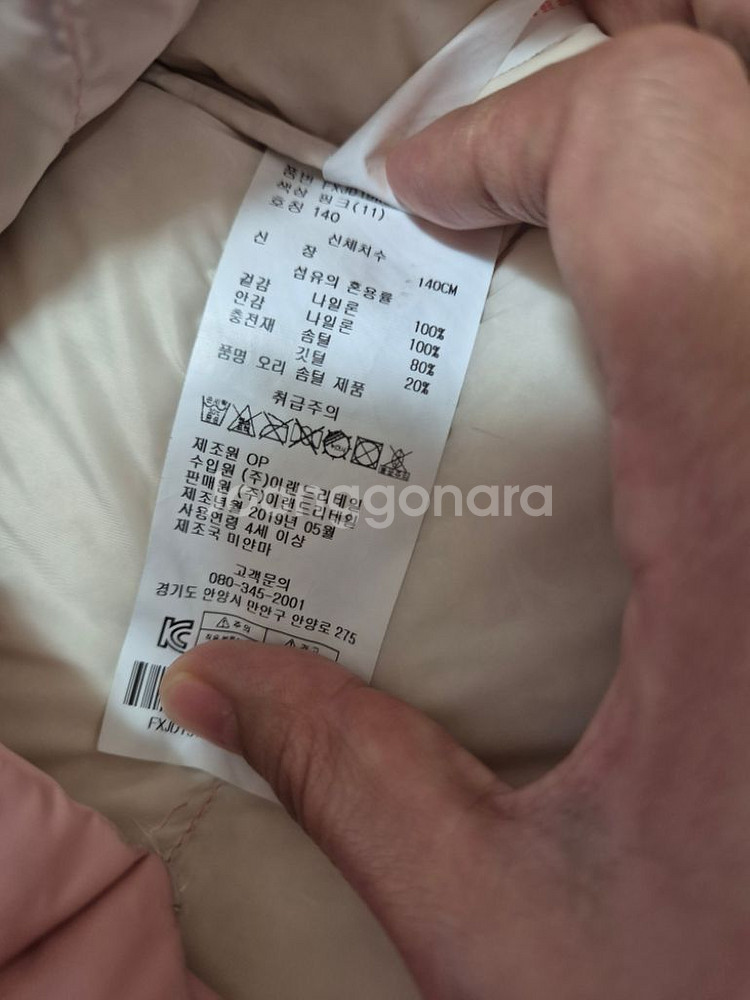 품번
색상 핑크(11)
호칭 140
신체치수
신 장 140CM
섬유의 혼용률
겉감 나일론 100%
안감 나일론 100%
충전재 솜털 80%
깃털 20%
품명 오리 솜털 제품
취급주의
제조원 OP
수입원 (주)이랜드리테일
판매원 (주)이랜드리테일
제조년월 2019년 05월
사용연령 4세 이상
제조국 미얀마
joonggonara
고객문의
080-345-2001
경기도 안양시 만안구 안양로 275
주의
경고